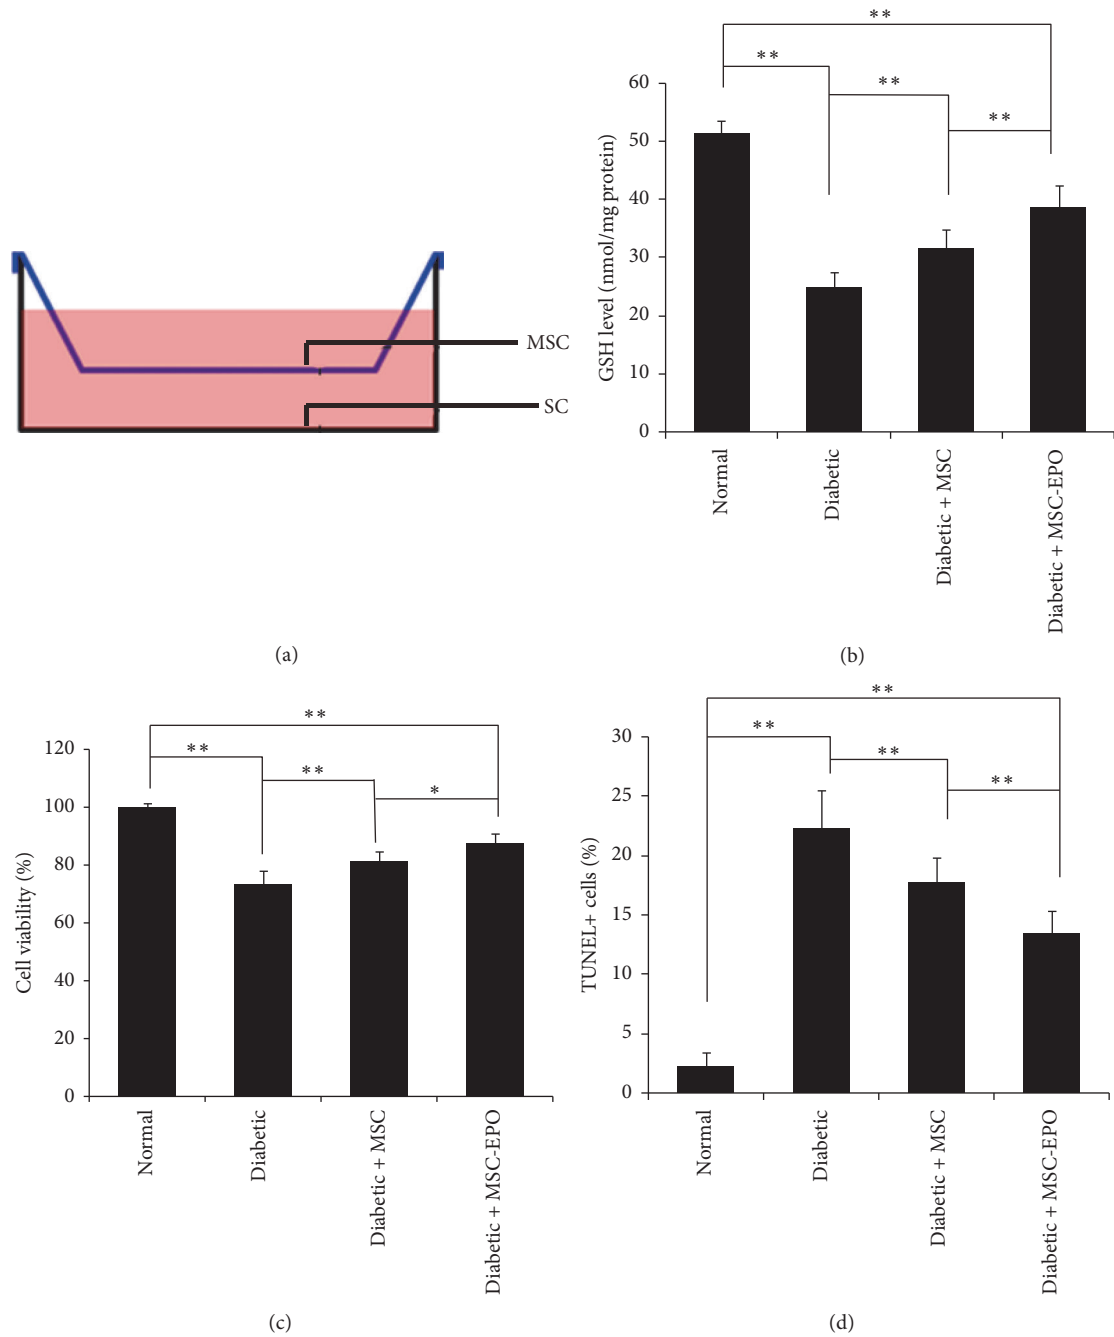 MSC
SC
(a)
**
**
**
**
60
50
40
30
20
10
0
GSH level (nmol/mg protein)
Normal
Diabetic
Diabetic + MSC
Diabetic + MSC-EPO
(b)
**
**
**
*
120
100
80
60
40
20
0
Cell viability (%)
Normal
Diabetic
Diabetic + MSC
Diabetic + MSC-EPO
(c)
**
**
**
**
30
25
20
15
10
5
0
TUNEL+ cells (%)
Normal
Diabetic
Diabetic + MSC
Diabetic + MSC-EPO
(d)